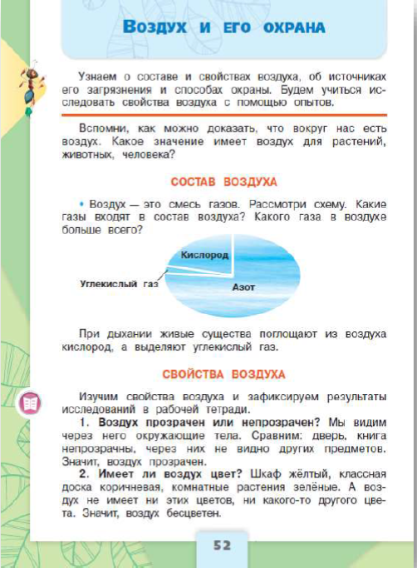 Воздух и его охрана
Узнаем о составе и свойствах воздуха, об источниках
его загрязнения и способах охраны. Будем учиться ис-
следовать свойства воздуха с помощью опытов.
Вспомни, как можно доказать, что вокруг нас есть
воздух. Какое значение имеет воздух для растений,
животных, человека?
СОСТАВ ВОЗДУХА
• Воздух — это смесь газов. Рассмотри схему. Какие
газы входят в состав воздуха? Какого газа в воздухе
больше всего?
Кислород
Углекислый газ
Азот
При дыхании живые существа поглощают из воздуха
кислород, а выделяют углекислый газ.
СВОЙСТВА ВОЗДУХА
Изучим свойства воздуха и зафиксируем результаты
исследований в рабочей тетради.
1. Воздух прозрачен или непрозрачен? Мы видим
через него окружающие тела. Сравним: дверь, книга
непрозрачны, через них не видно других предметов.
Значит, воздух прозрачен.
2. Имеет ли воздух цвет? Шкаф жёлтый, классная
доска коричневая, комнатные растения зелёные. А воз-
дух не имеет ни этих цветов, ни какого-то другого цве-
та. Значит, воздух бесцветен.
52